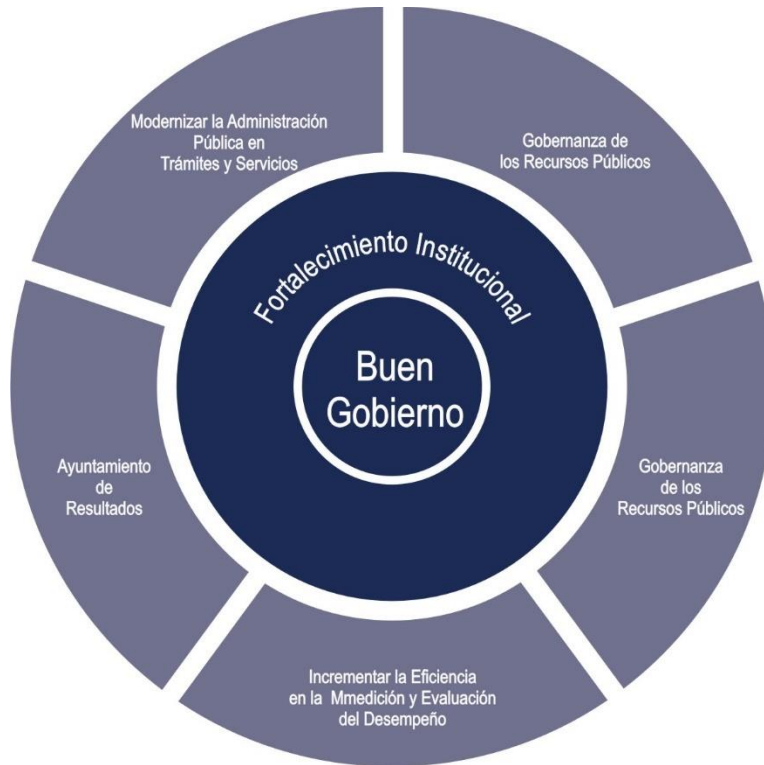 Modernizar la Administración
Pública en
Trámites y Servicios
Gobernanza de
los Recursos Públicos
Fortalecimiento Institucional
Buen
Gobierno
Ayuntamiento
de
Resultados
Gobernanza
de los
Recursos Públicos
Incrementar la Eficiencia
en la Mmedición y Evaluación
del Desempeño